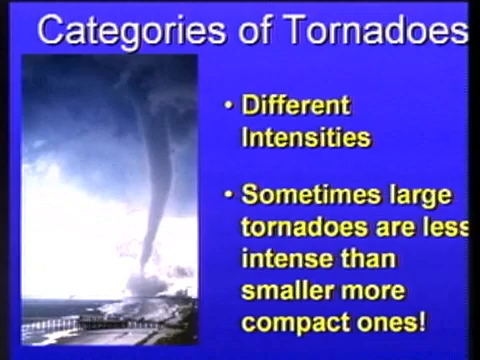 Categories of Tornadoes
• Different
Intensities
• Sometimes large
tornadoes are less
intense than
smaller more
compact ones!